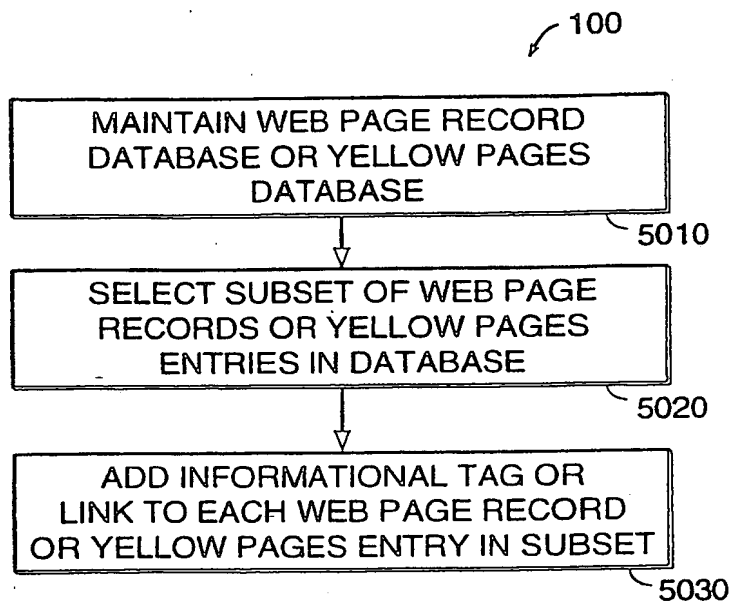 100
MAINTAIN WEB PAGE RECORD
DATABASE OR YELLOW PAGES
DATABASE
5010
SELECT SUBSET OF WEB PAGE
RECORDS OR YELLOW PAGES
ENTRIES IN DATABASE
5020
ADD INFORMATIONAL TAG OR
LINK TO EACH WEB PAGE RECORD
OR YELLOW PAGES ENTRY IN SUBSET
5030